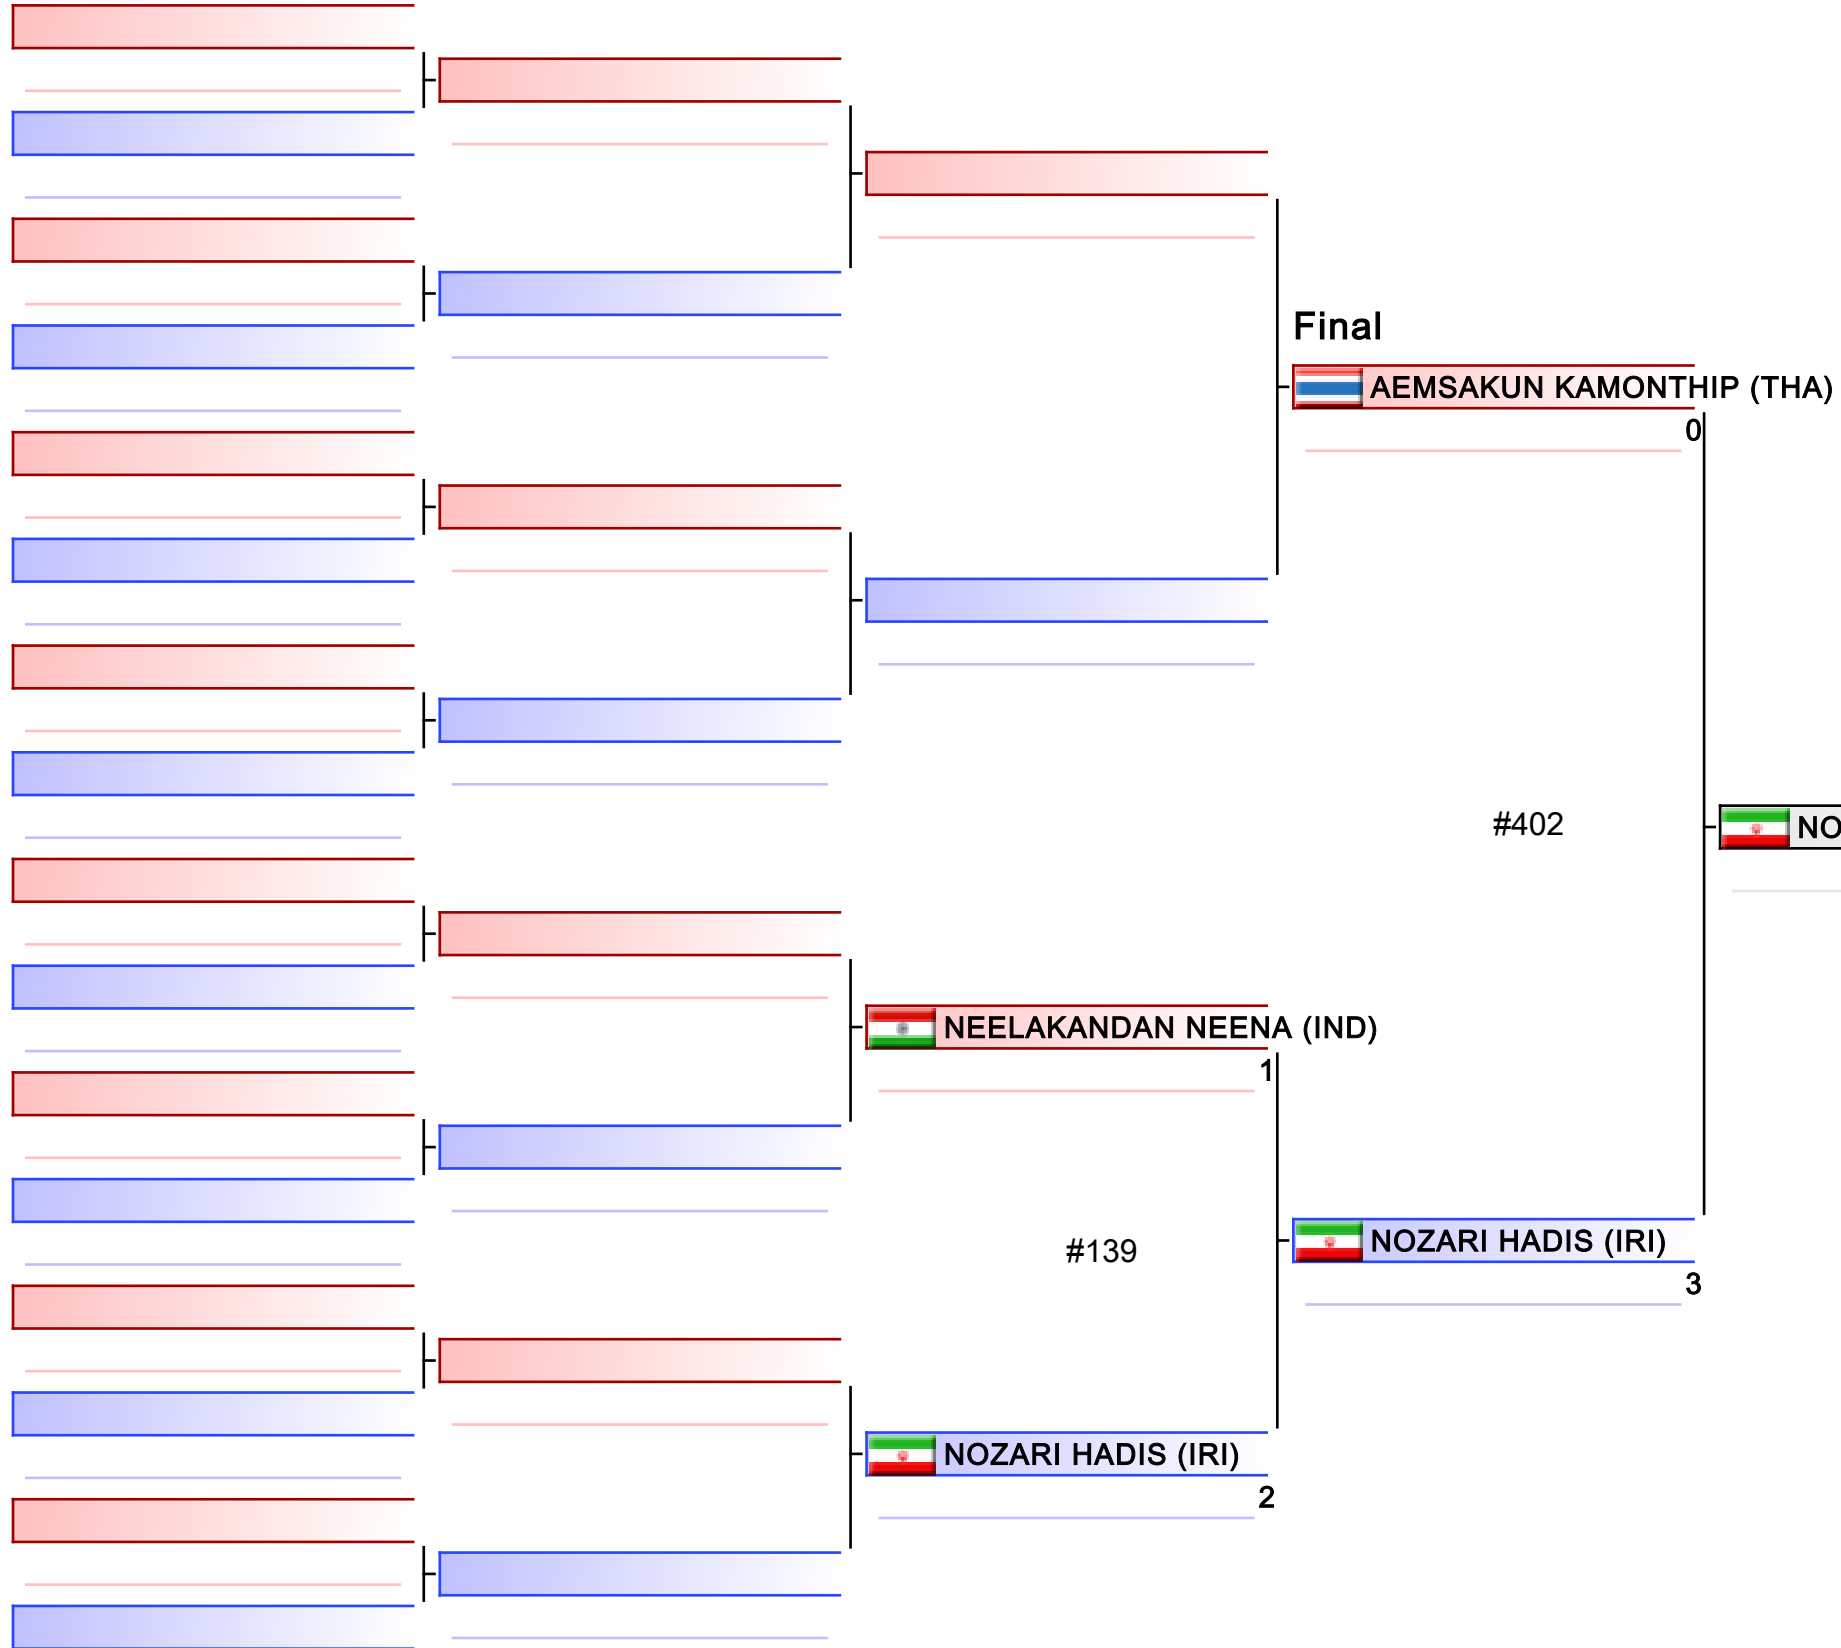 Final
AEMSAKUN KAMONTHIP (THA)
0
#402
NO
NEELAKANDAN NEENA (IND)
1
#139
NOZARI HADIS (IRI)
3
NOZARI HADIS (IRI)
2